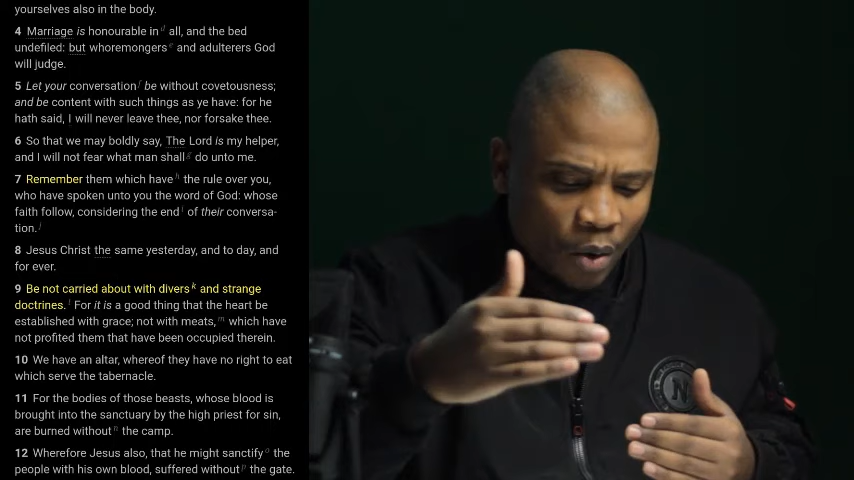 yourselves also in the body.
4 Marriage is honourable in d all, and the bed
undefiled: but whoremongers e and adulterers God
will judge.
5 Let your conversation f be without covetousness;
and be content with such things as ye have: for he
hath said, I will never leave thee, nor forsake thee.
6 So that we may boldly say, The Lord is my helper,
and I will not fear what man shall g do unto me.
7 Remember them which have h the rule over you,
who have spoken unto you the word of God: whose
faith follow, considering the end i of their conversa-
tion. j
8 Jesus Christ the same yesterday, and to day, and
for ever.
9 Be not carried about with divers k and strange
doctrines. l For it is a good thing that the heart be
established with grace; not with meats, m which have
not profited them that have been occupied therein.
10 We have an altar, whereof they have no right to eat
which serve the tabernacle.
11 For the bodies of those beasts, whose blood is
brought into the sanctuary by the high priest for sin,
are burned without n the camp.
12 Wherefore Jesus also, that he might sanctify o the
people with his own blood, suffered without p the gate.
N